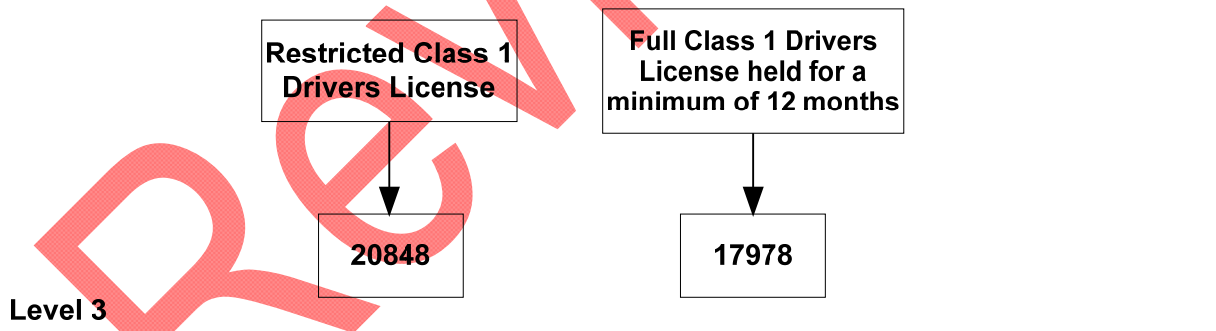 Restricted Class 1
Drivers License
Full Class 1 Drivers
License held for a
minimum of 12 months
20848
17978
Level 3
Rev